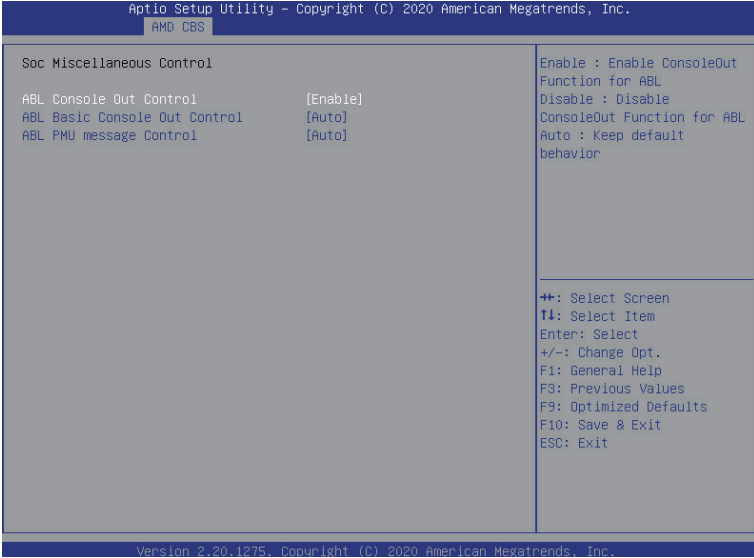 Aptio Setup Utility – Copyright (C) 2020 American Megatrends, Inc.
AMD CBS
Soc Miscellaneous Control
ABL Console Out Control [Enable]
ABL Basic Console Out Control [Auto]
ABL PMU message Control [Auto]
Enable : Enable ConsoleOut
Function for ABL
Disable : Disable
ConsoleOut Function for ABL
Auto : Keep default
behavior
→←: Select Screen
↑↓: Select Item
Enter: Select
+/-: Change Opt.
F1: General Help
F3: Previous Values
F9: Optimized Defaults
F10: Save & Exit
ESC: Exit
Version 2.20.1275. Copyright (C) 2020 American Megatrends, Inc.